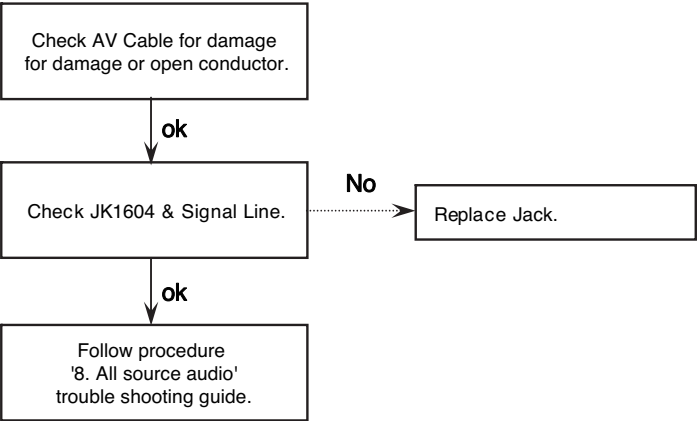 Check AV Cable for damage
for damage or open conductor.
ok
Check JK1604 & Signal Line.
No
Replace Jack.
ok
Follow procedure
'8. All source audio'
trouble shooting guide.